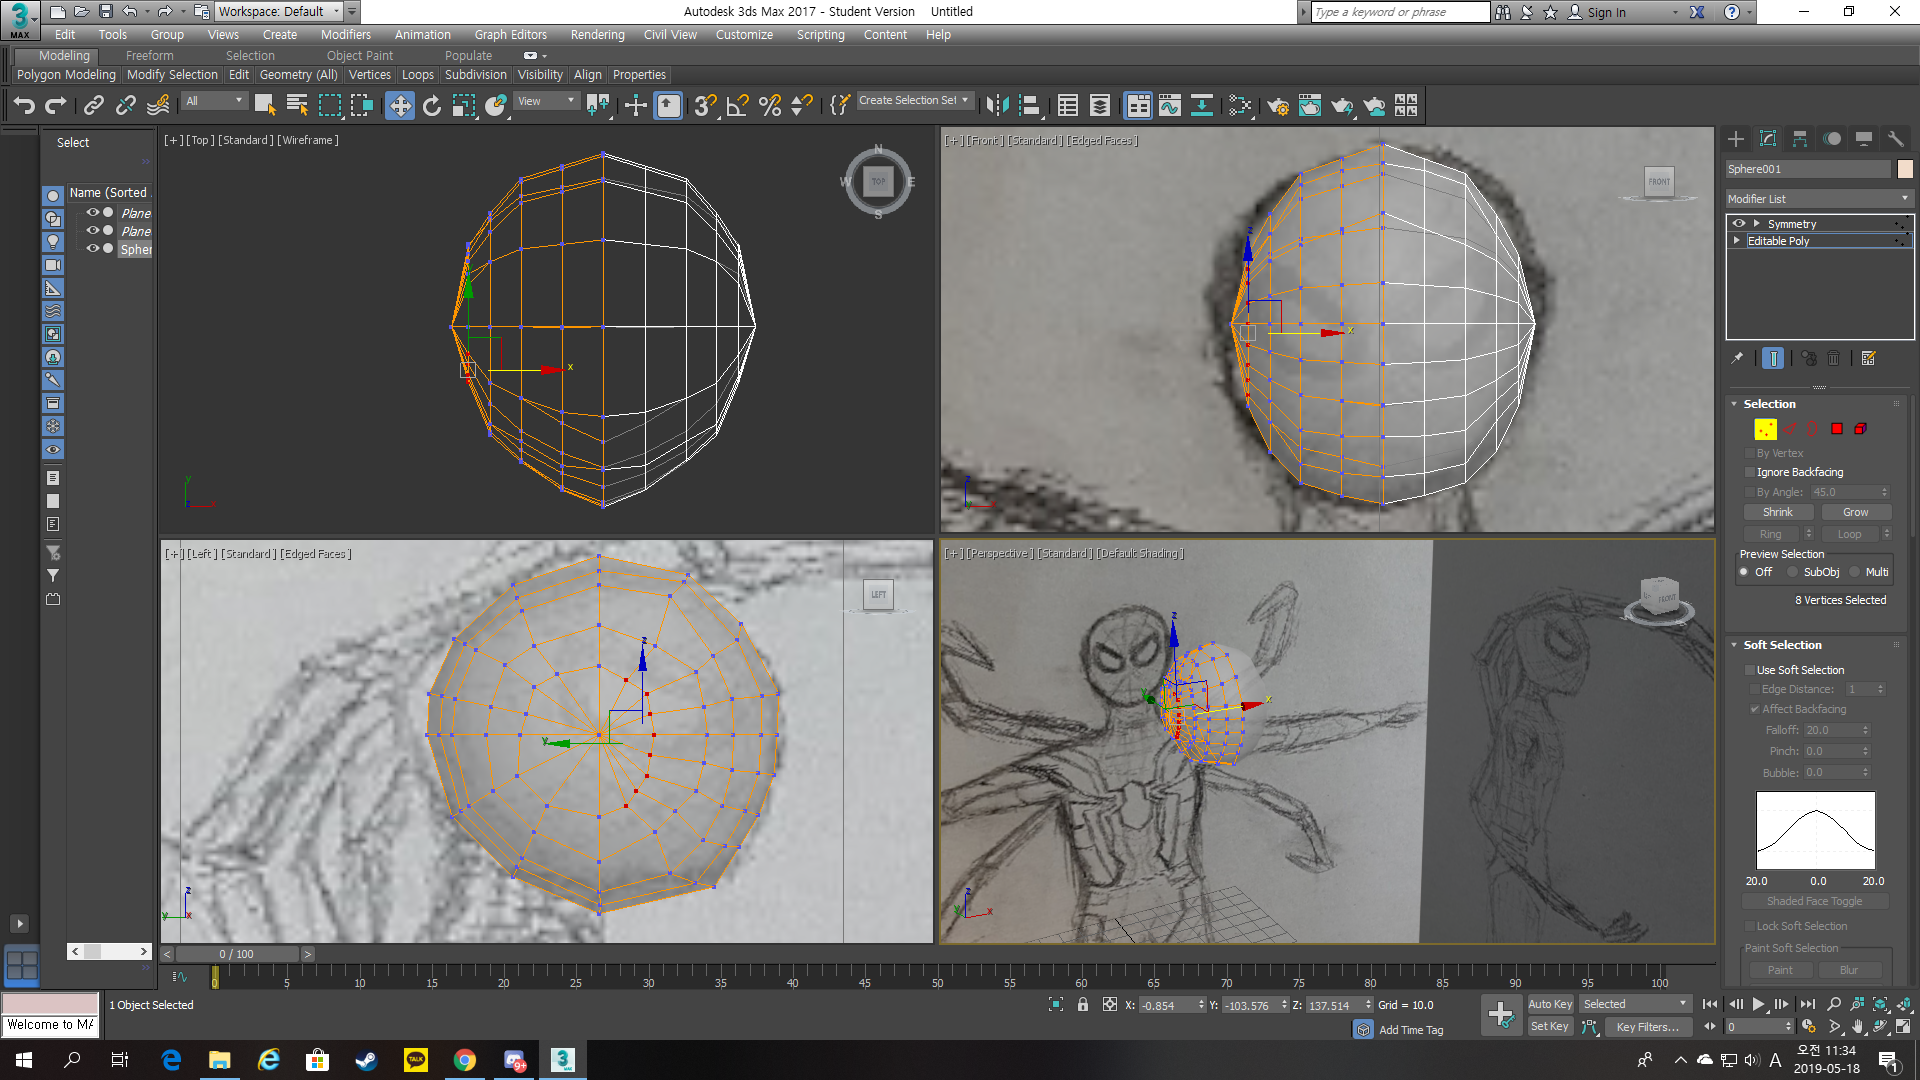 3
MAX
Workspace: Default
Autodesk 3ds Max 2017 - Student Version    Untitled
Type a keyword or phrase
Sign In
Edit Tools Group Views Create Modifiers Animation Graph Editors Rendering Civil View Customize Scripting Content Help
Modeling Freeform Selection Object Paint Populate
Polygon Modeling Modify Selection Edit Geometry (All) Vertices Loops Subdivision Visibility Align Properties
All
View
Create Selection Set
Select
Name (Sorted
Plane
Plane
Spher
[+] [Top] [Standard] [Wireframe]
N
W TOP E
S
[+] [Front] [Standard] [Edged Faces]
FRONT
[+] [Left] [Standard] [Edged Faces]
LEFT
[+] [Perspective] [Standard] [Default Shading]
FRONT
Sphere001
Modifier List
Symmetry
Editable Poly
Selection
By Vertex
Ignore Backfacing
By Angle: 45.0
Shrink Grow
Ring Loop
Preview Selection
Off SubObj Multi
8 Vertices Selected
Soft Selection
Use Soft Selection
Edge Distance: 1
Affect Backfacing
Falloff: 20.0
Pinch: 0.0
Bubble: 0.0
20.0 0.0 20.0
Shaded Face Toggle
Lock Soft Selection
Paint Soft Selection
Paint Blur
0 / 100
0 5 10 15 20 25 30 35 40 45 50 55 60 65 70 75 80 85 90 95 100
Welcome to MA
1 Object Selected
X: -0.854 Y: -103.576 Z: 137.514 Grid = 10.0
Add Time Tag
Auto Key Selected
Set Key Key Filters...
0
TALK
9+
3
MAX
A
오전 11:34
2019-05-18
1